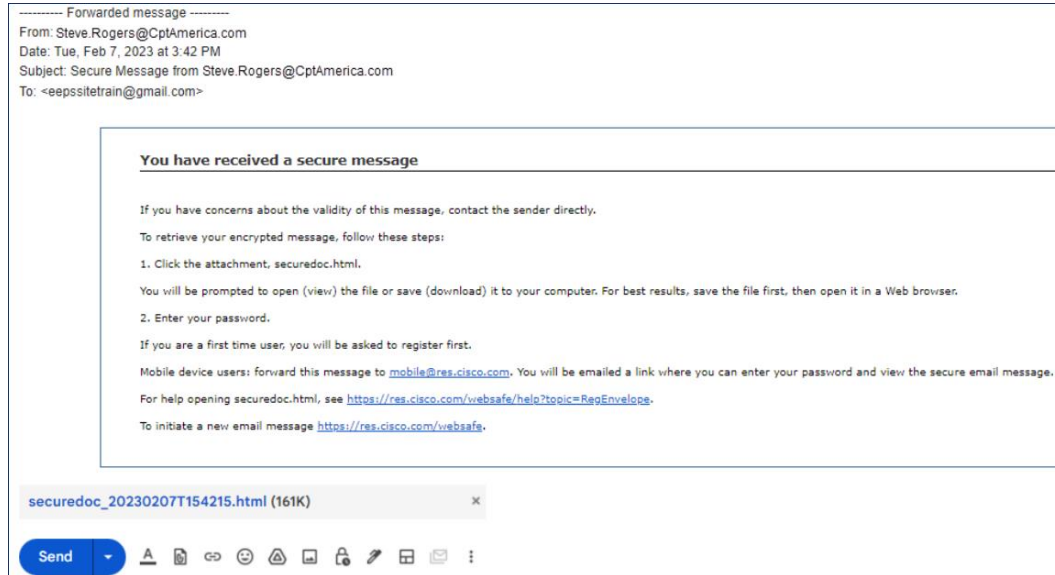 ---------- Forwarded message ---------
From: Steve.Rogers@CptAmerica.com
Date: Tue, Feb 7, 2023 at 3:42 PM
Subject: Secure Message from Steve.Rogers@CptAmerica.com
To: <eepssitetrain@gmail.com>
You have received a secure message
If you have concerns about the validity of this message, contact the sender directly.
To retrieve your encrypted message, follow these steps:
1. Click the attachment, securedoc.html.
You will be prompted to open (view) the file or save (download) it to your computer. For best results, save the file first, then open it in a Web browser.
2. Enter your password.
If you are a first time user, you will be asked to register first.
Mobile device users: forward this message to mobile@res.cisco.com. You will be emailed a link where you can enter your password and view the secure email message.
For help opening securedoc.html, see https://res.cisco.com/websafe/help?topic=RegEnvelope.
To initiate a new email message https://res.cisco.com/websafe.
securedoc_20230207T154215.html (161K)
Send